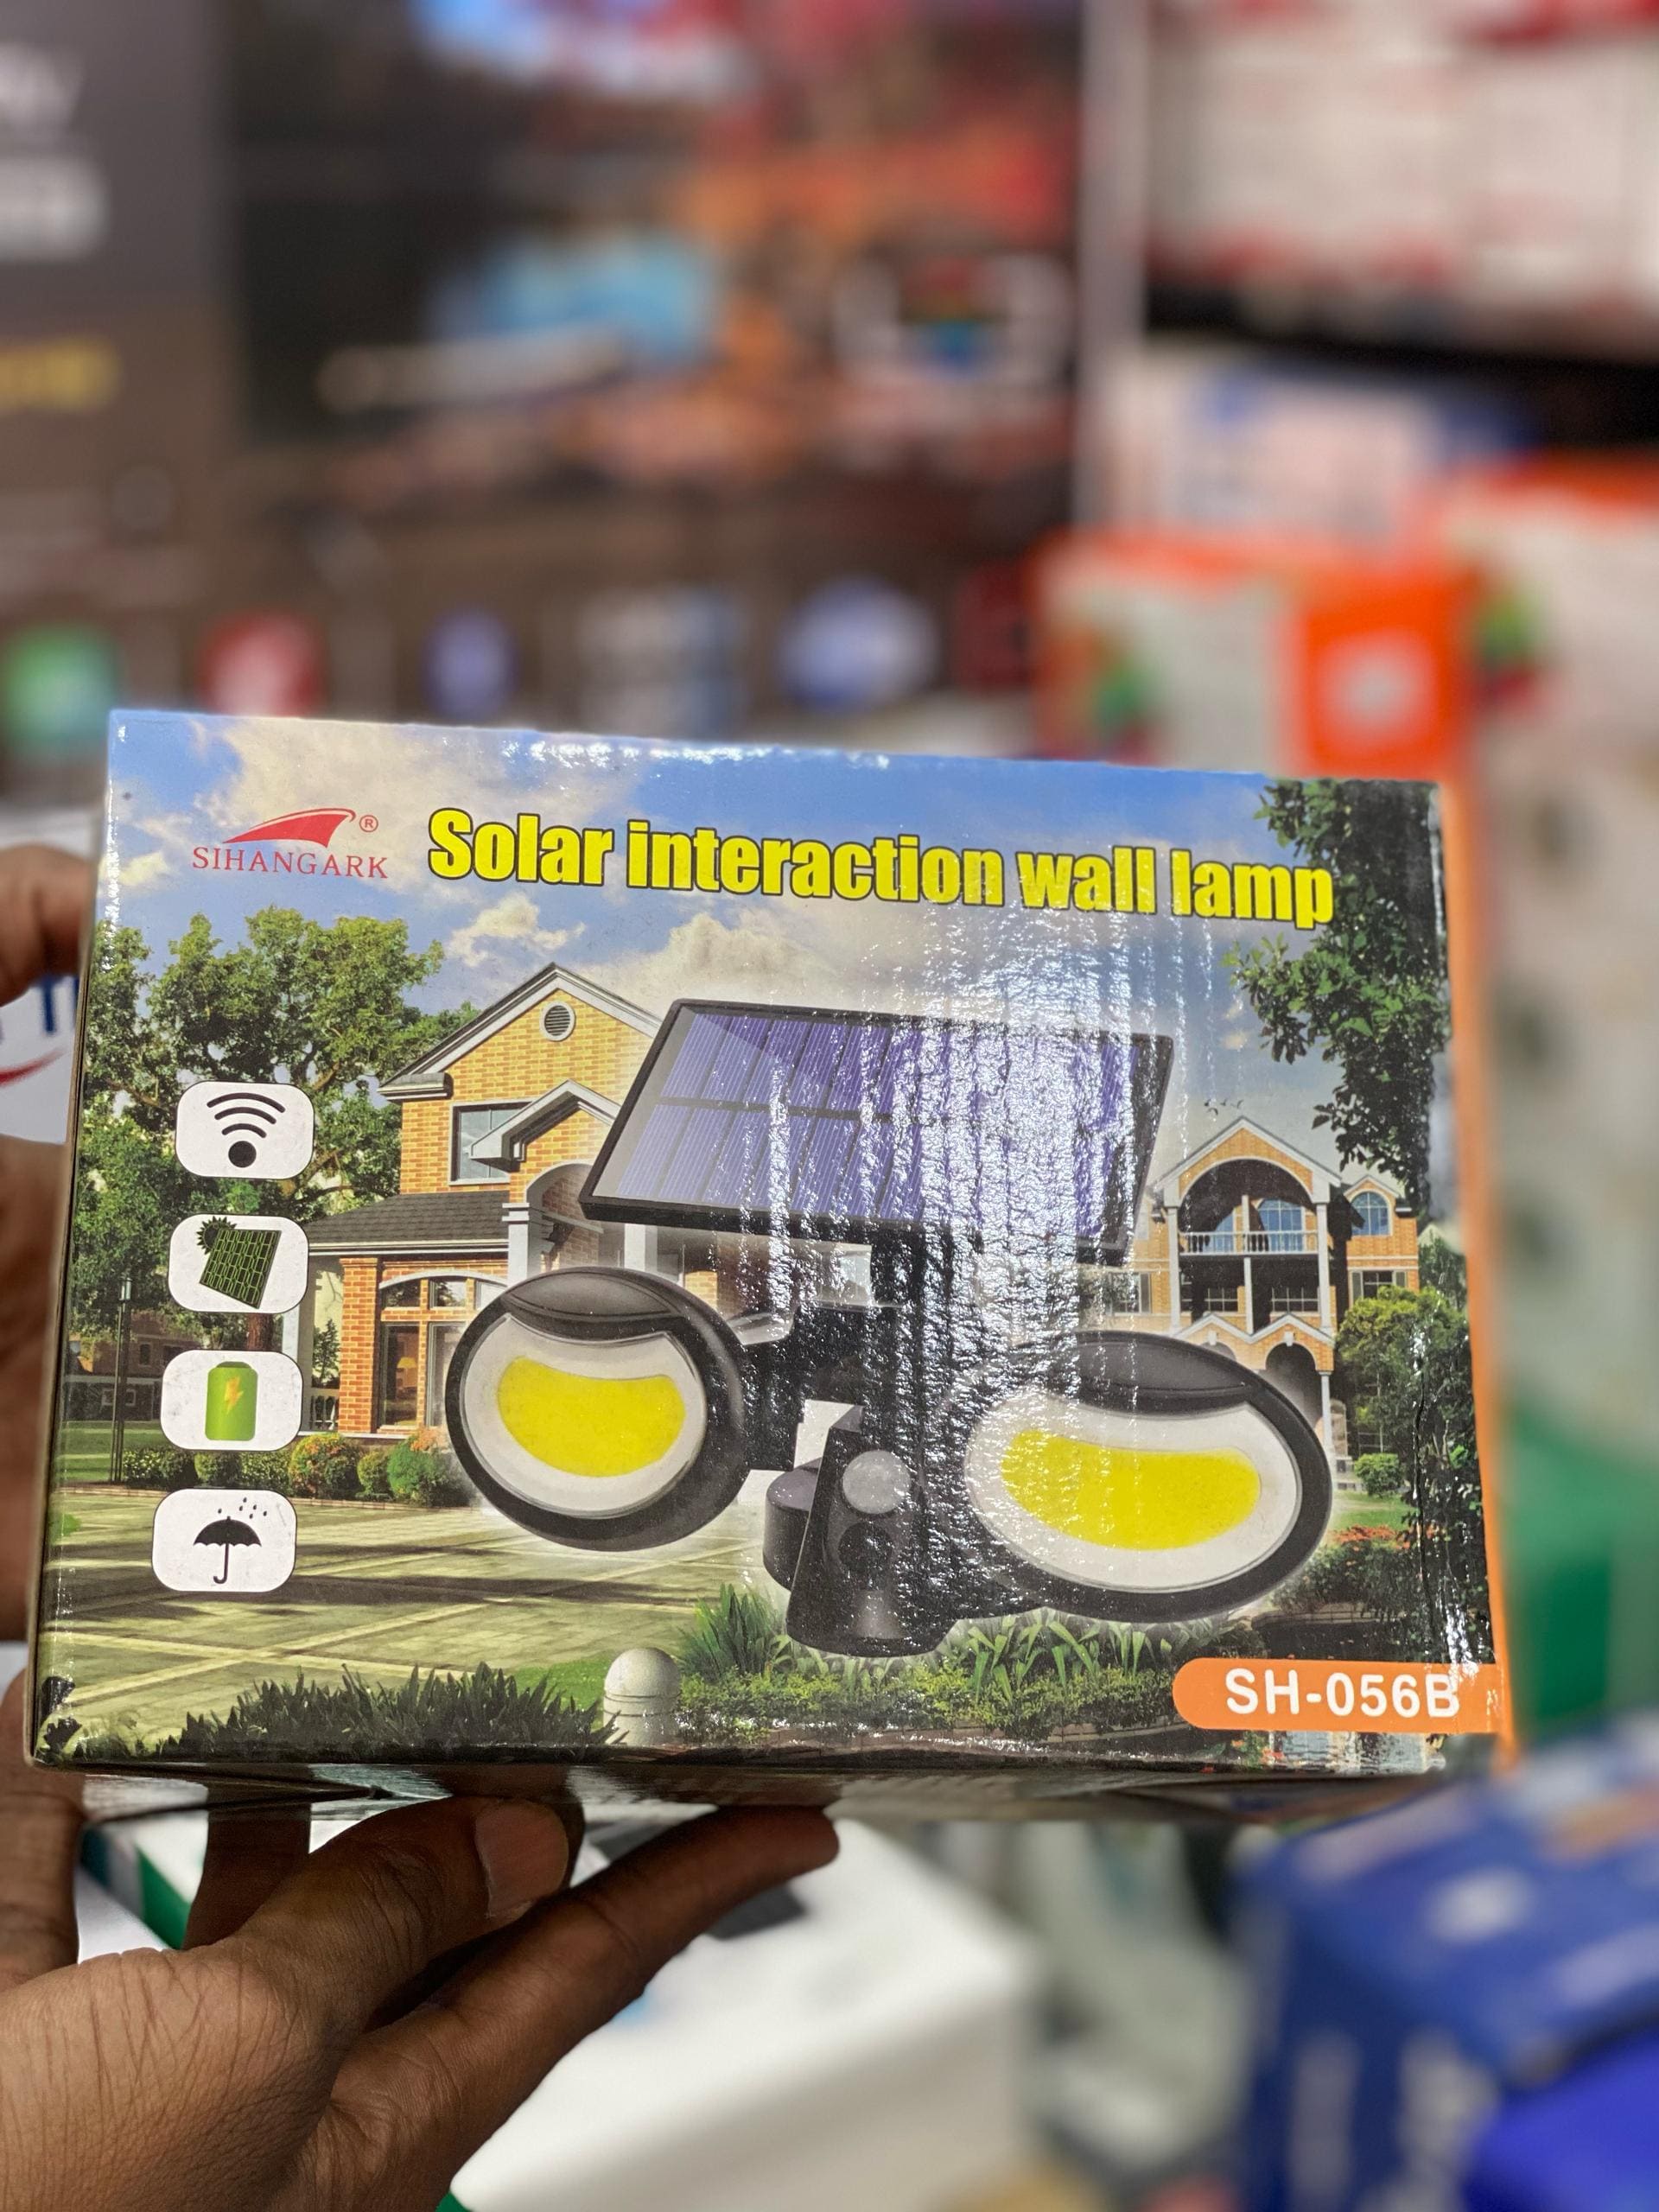 SIHANGARK®
Solar interaction wall lamp
SH-056B